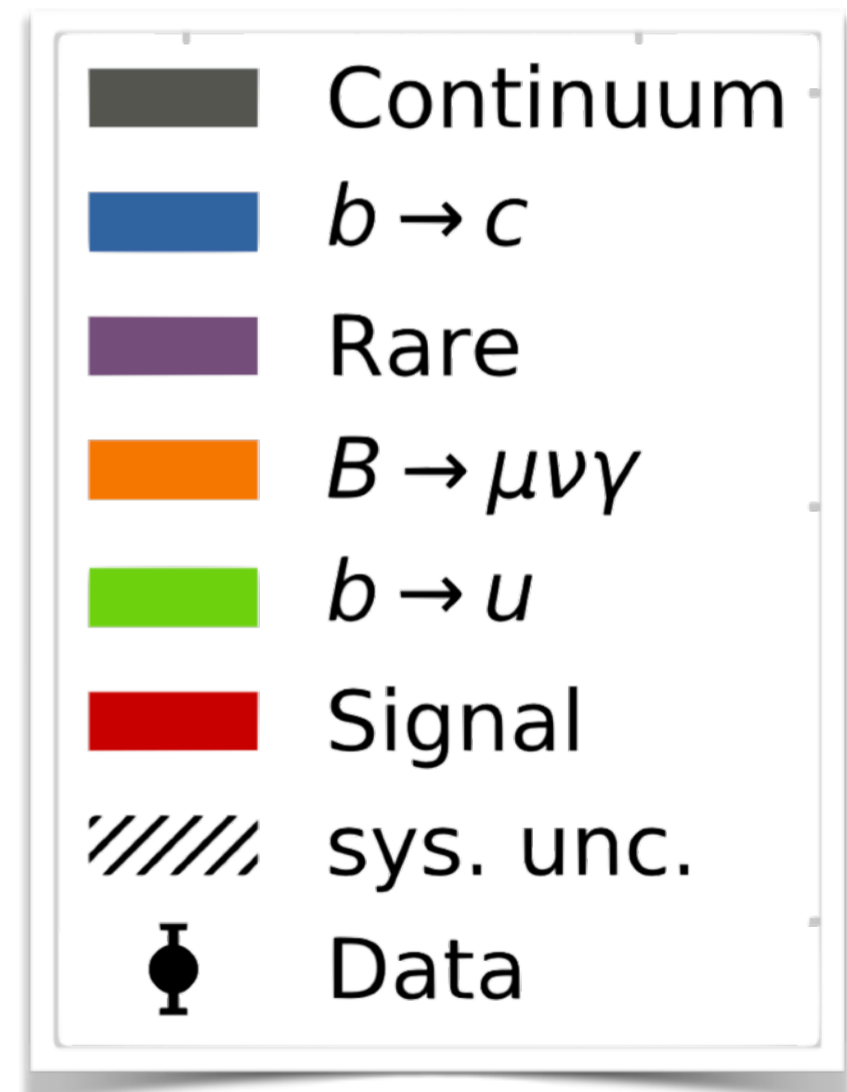 Continuum
b → c
Rare
B → μνγ
b → u
Signal
sys. unc.
Data